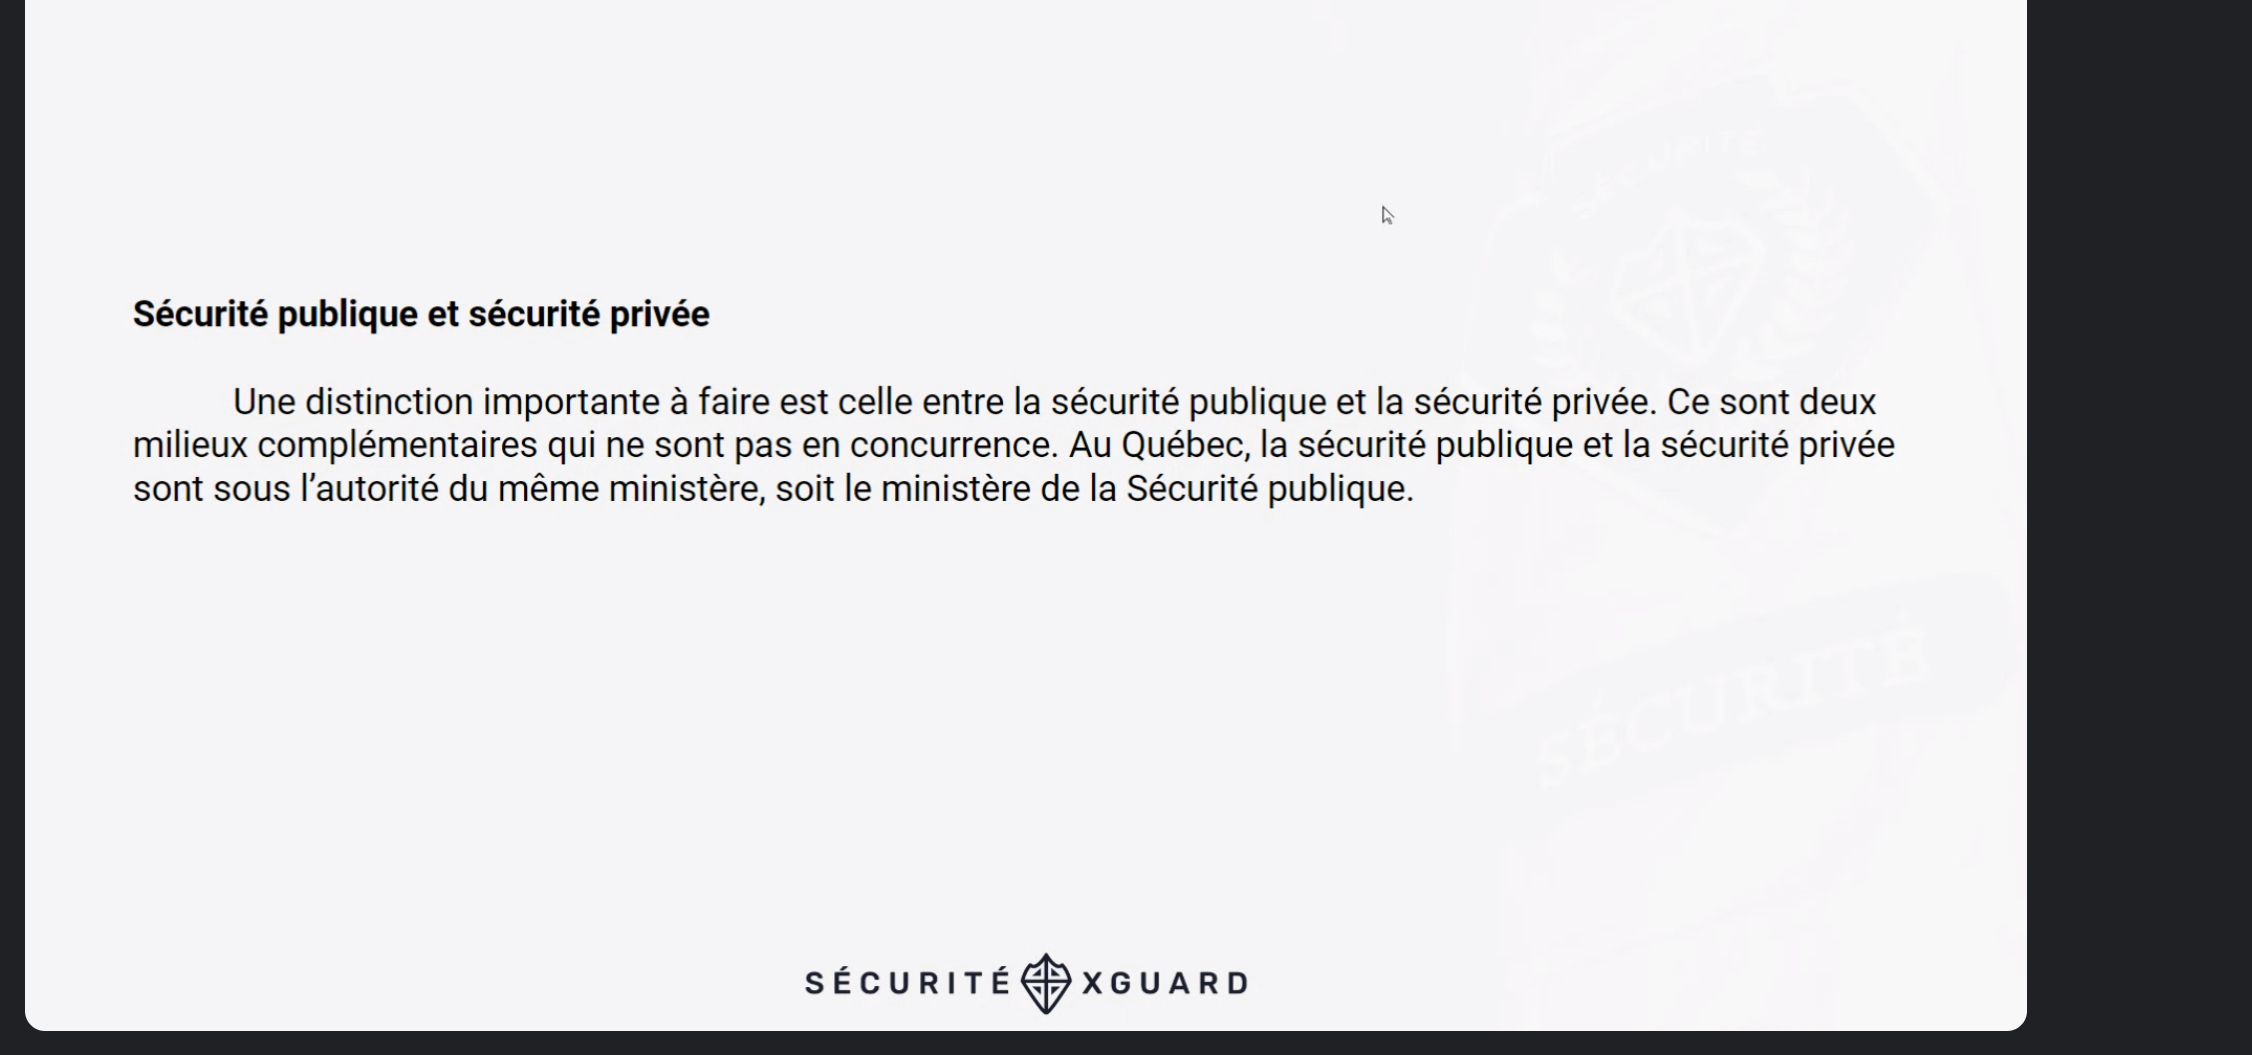 SÉCURITÉ
Sécurité publique et sécurité privée
Une distinction importante à faire est celle entre la sécurité publique et la sécurité privée. Ce sont deux
milieux complémentaires qui ne sont pas en concurrence. Au Québec, la sécurité publique et la sécurité privée
sont sous l’autorité du même ministère, soit le ministère de la Sécurité publique.
SÉCURITÉ
SÉCURITÉ XGUARD